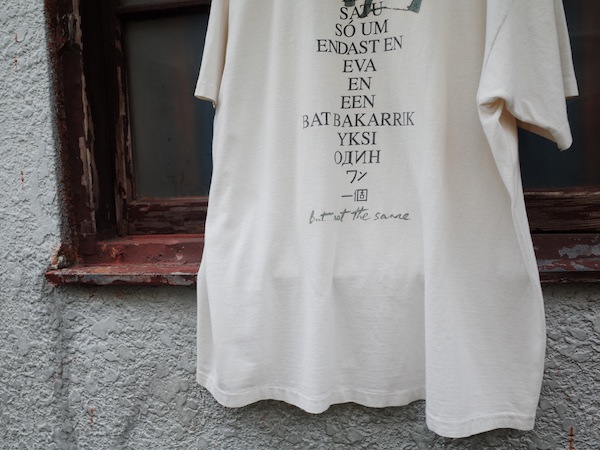 SATU
SÓ UM
ENDAST EN
EVA
EN
EEN
BAT BAKARRIK
YKSI
ОДИН
ワン
一個
But not the same